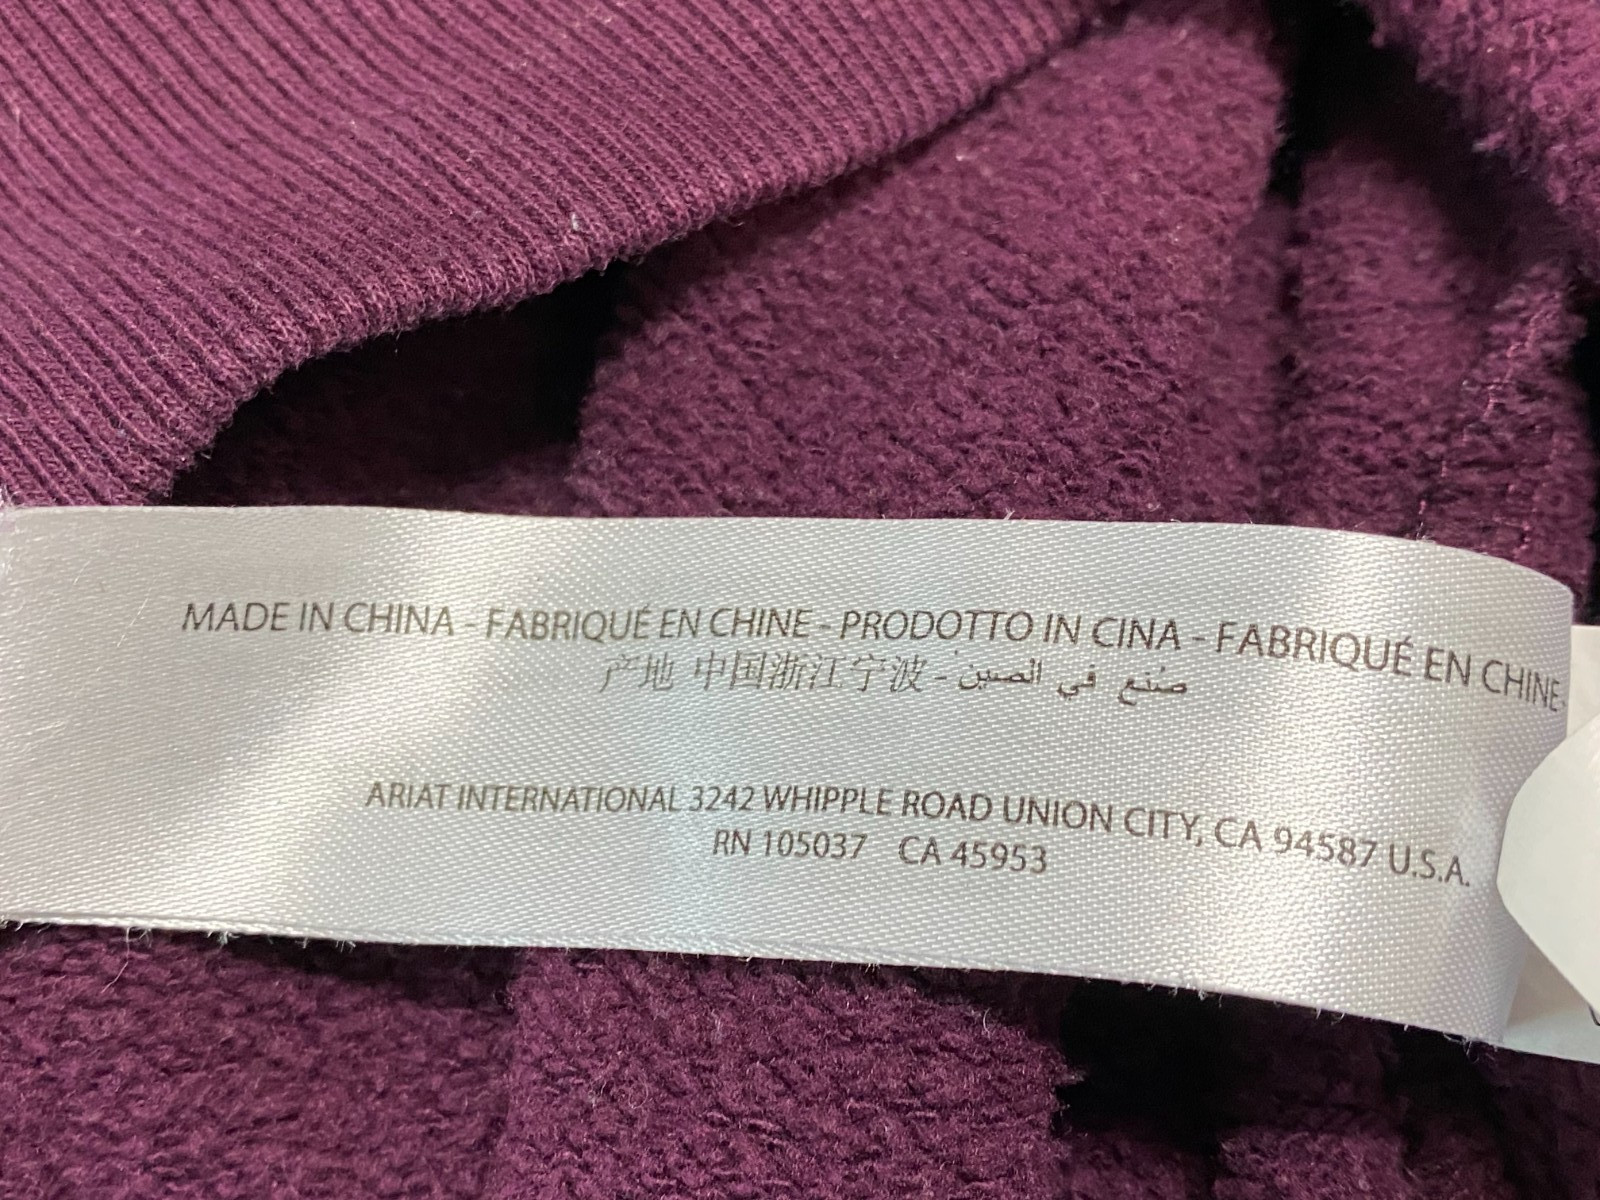 MADE IN CHINA - FABRIQUÉ EN CHINE - PRODOTTO IN CINA - FABRIQUÉ EN CHINE -
产地 中国浙江宁波 - صنع في الصين
ARIAT INTERNATIONAL 3242 WHIPPLE ROAD UNION CITY, CA 94587 U.S.A.
RN 105037 CA 45953